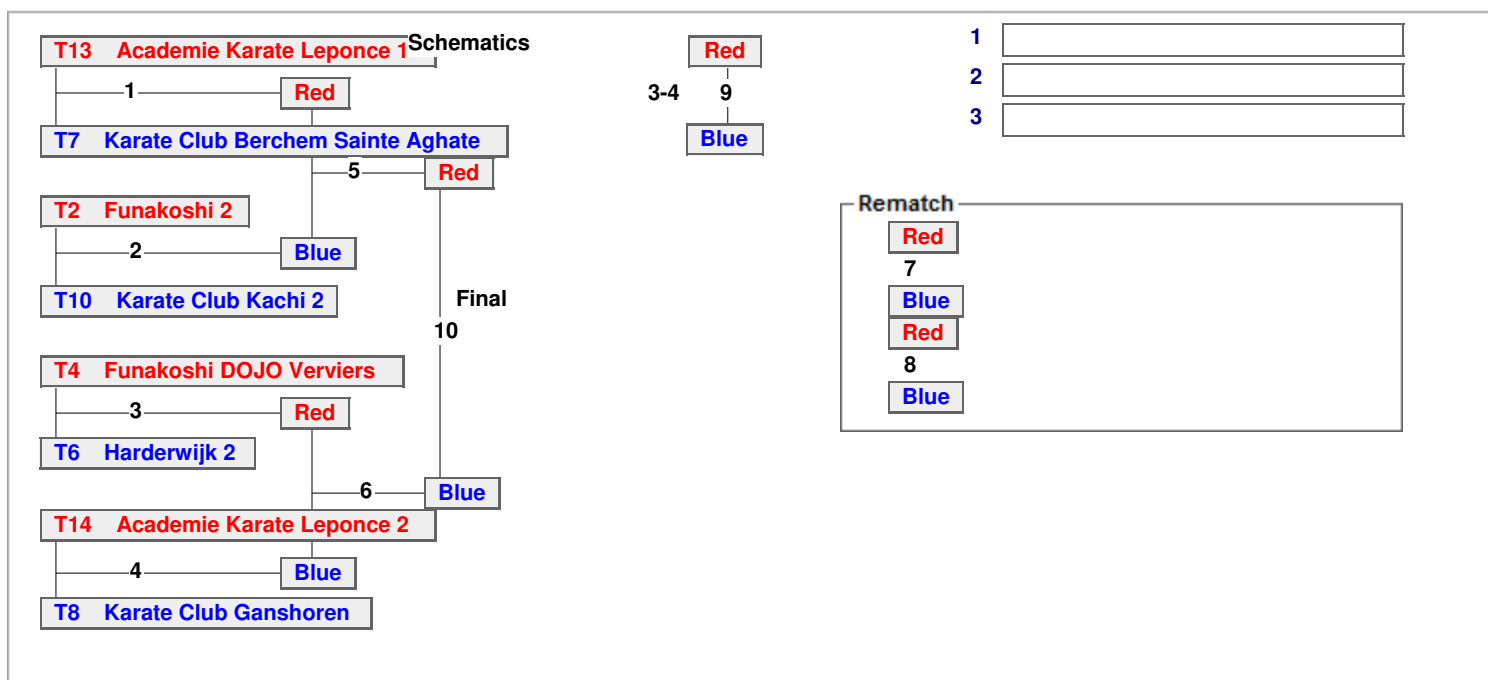 T13 Academie Karate Leponce 1
Schematics
1
Red
T7 Karate Club Berchem Sainte Aghate
5
Red
T2 Funakoshi 2
2
Blue
T10 Karate Club Kachi 2
Final
10
T4 Funakoshi DOJO Verviers
3
Red
T6 Harderwijk 2
6
Blue
T14 Academie Karate Leponce 2
4
Blue
T8 Karate Club Ganshoren
Red
3-4 9
Blue
1
2
3
Rematch
Red
7
Blue
Red
8
Blue